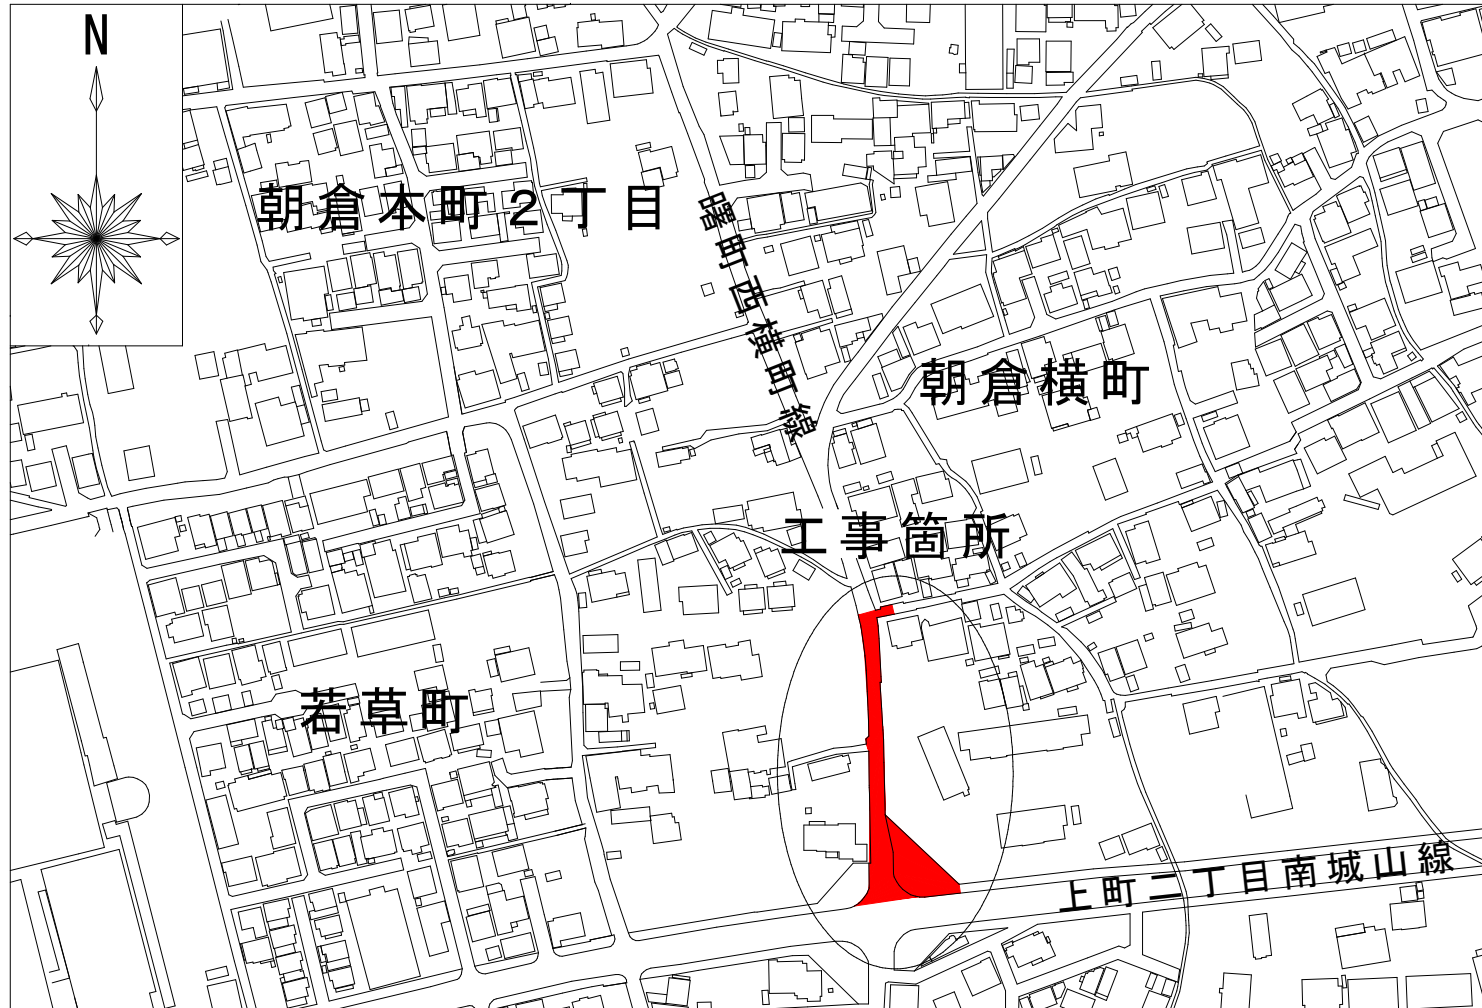 N
朝倉本町２丁目
曙町西横町線
朝倉横町
工事箇所
若草町
上町二丁目南城山線